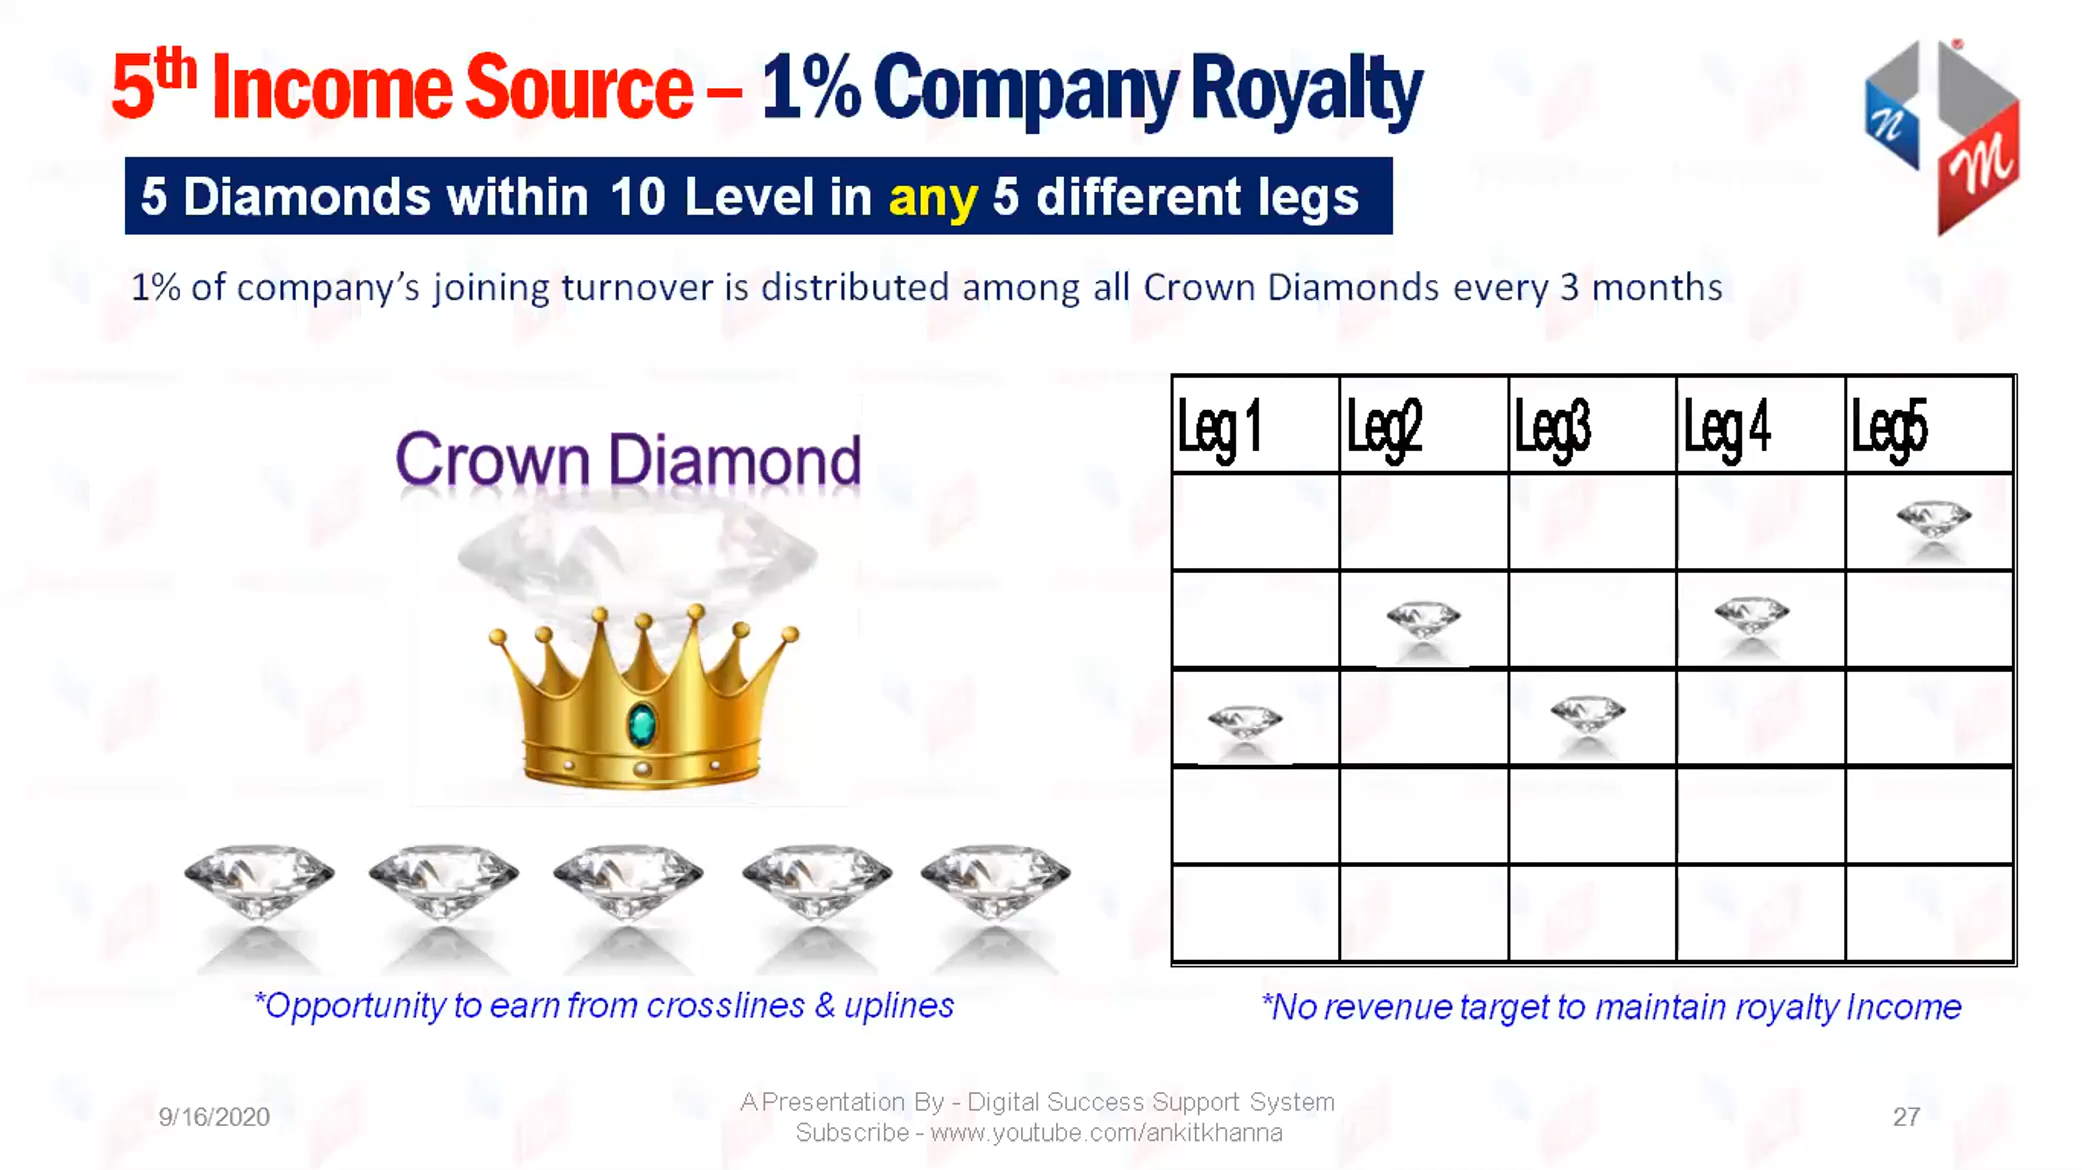 5th Income Source – 1% Company Royalty
n
M
5 Diamonds within 10 Level in any 5 different legs
1% of company’s joining turnover is distributed among all Crown Diamonds every 3 months
Crown Diamond
Leg 1 Leg2 Leg3 Leg 4 Leg5
*Opportunity to earn from crosslines & uplines
*No revenue target to maintain royalty Income
9/16/2020
A Presentation By - Digital Success Support System
Subscribe - www.youtube.com/ankitkhanna
27